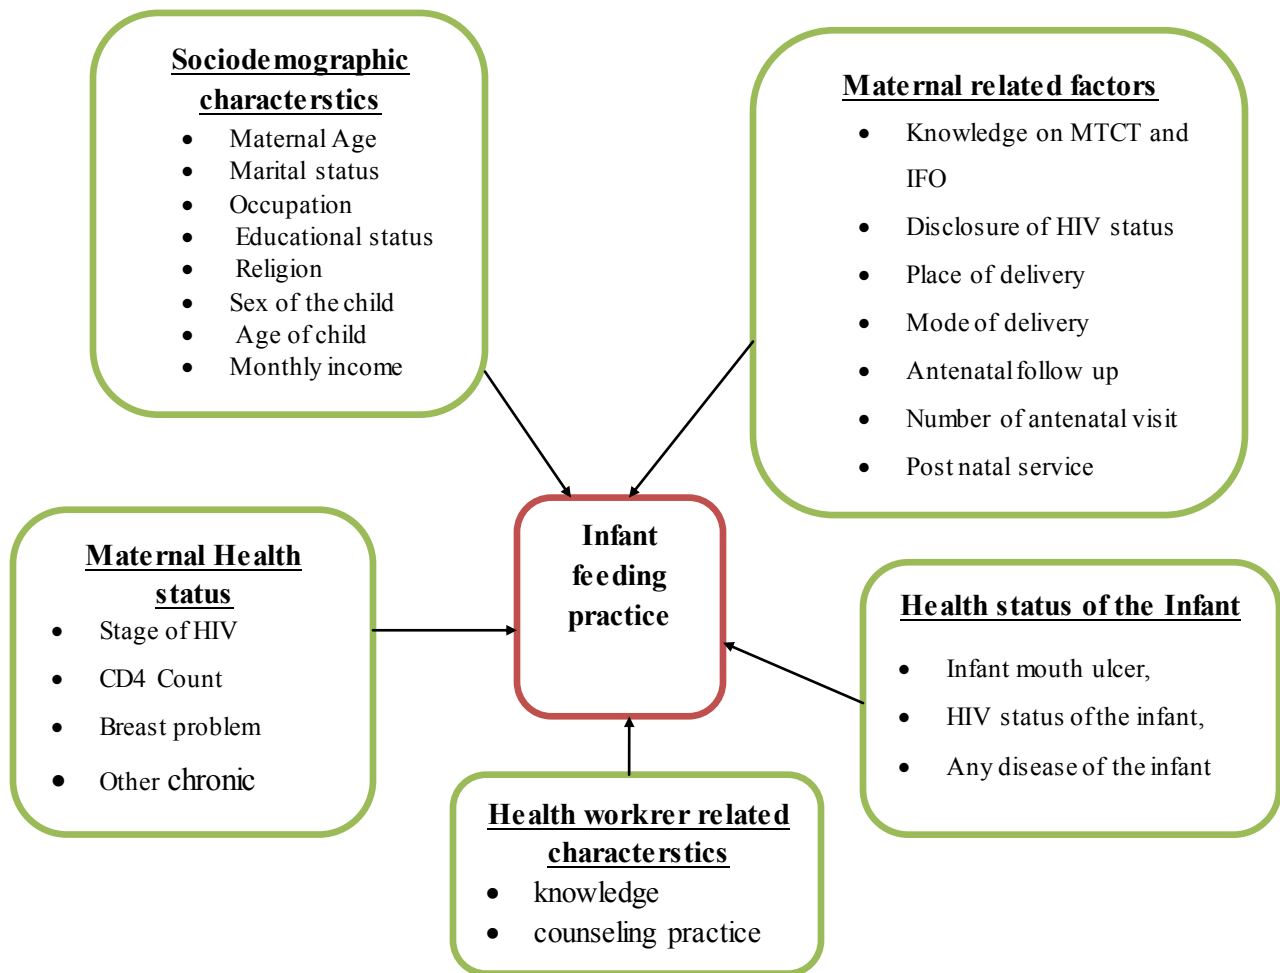 Sociodemographic
characterstics
• Maternal Age
• Marital status
• Occupation
• Educational status
• Religion
• Sex of the child
• Age of child
• Monthly income
Maternal related factors
• Knowledge on MTCT and
IFO
• Disclosure of HIV status
• Place of delivery
• Mode of delivery
• Antenatal follow up
• Number of antenatal visit
• Post natal service
Infant
feeding
practice
Maternal Health
status
• Stage of HIV
• CD4 Count
• Breast problem
• Other chronic
Health status of the Infant
• Infant mouth ulcer,
• HIV status of the infant,
• Any disease of the infant
Health workrer related
characterstics
• knowledge
• counseling practice